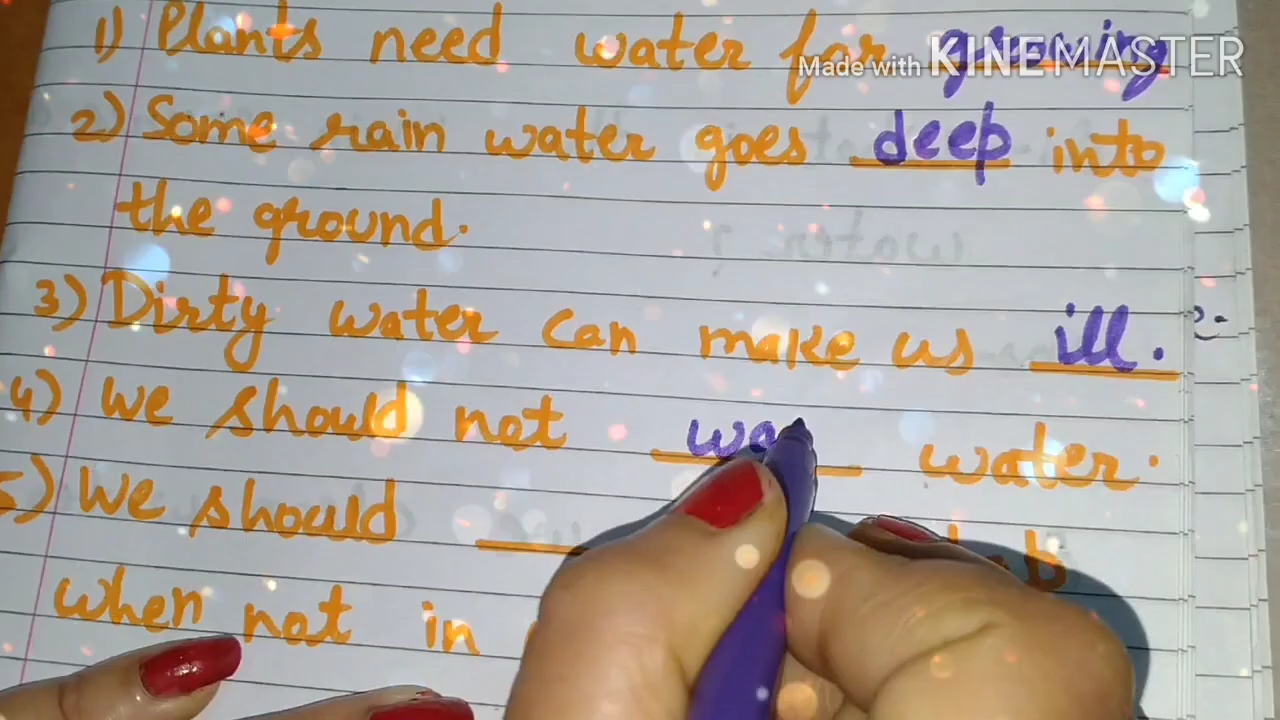 1) Plants need water for growing
Made with KINEMASTER
2) Some rain water goes deep into
the ground.
3) Dirty water can make us ill.
4) We should not wa water.
5) We should
when not in